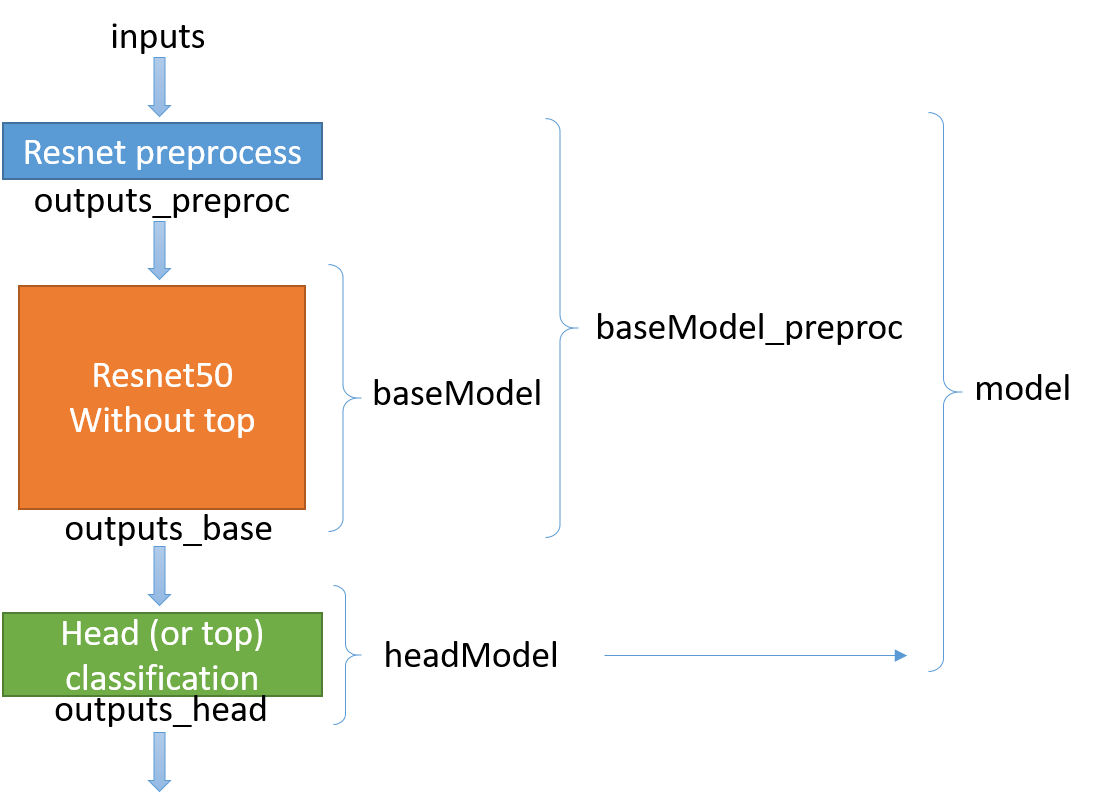 inputs
Resnet preprocess
outputs_preproc
Resnet50
Without top
baseModel
baseModel_preproc
model
outputs_base
Head (or top)
classification
headModel
outputs_head